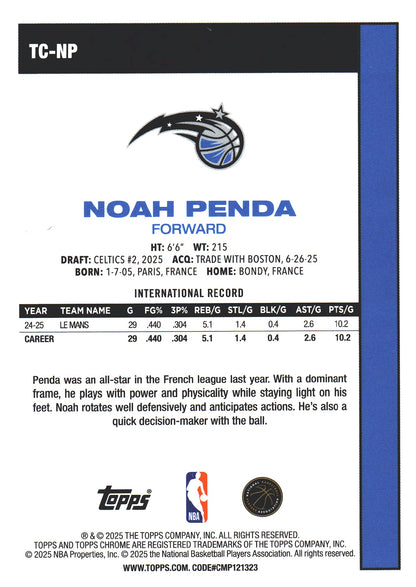 TC-NP
NOAH PENDA
FORWARD
HT: 6'6" WT: 215
DRAFT: CELTICS #2, 2025 ACQ: TRADE WITH BOSTON, 6-26-25
BORN: 1-7-05, PARIS, FRANCE HOME: BONDY, FRANCE
INTERNATIONAL RECORD
YEAR TEAM NAME G FG% 3P% REB/G STL/G BLK/G AST/G PTS/G
24-25 LE MANS 29 .440 .304 5.1 1.4 0.4 2.6 10.2
CAREER 29 .440 .304 5.1 1.4 0.4 2.6 10.2
Penda was an all-star in the French league last year. With a dominant
frame, he plays with power and physicality while staying light on his
feet. Noah rotates well defensively and anticipates actions. He's also a
quick decision-maker with the ball.
Topps NBA
® & © 2025 THE TOPPS COMPANY, INC. ALL RIGHTS RESERVED.
TOPPS AND TOPPS CHROME ARE REGISTERED TRADEMARKS OF THE TOPPS COMPANY, INC.
© 2025 NBA Properties, Inc. © 2025 the National Basketball Players Association. All rights reserved.
WWW.TOPPS.COM. CODE#CMP121323